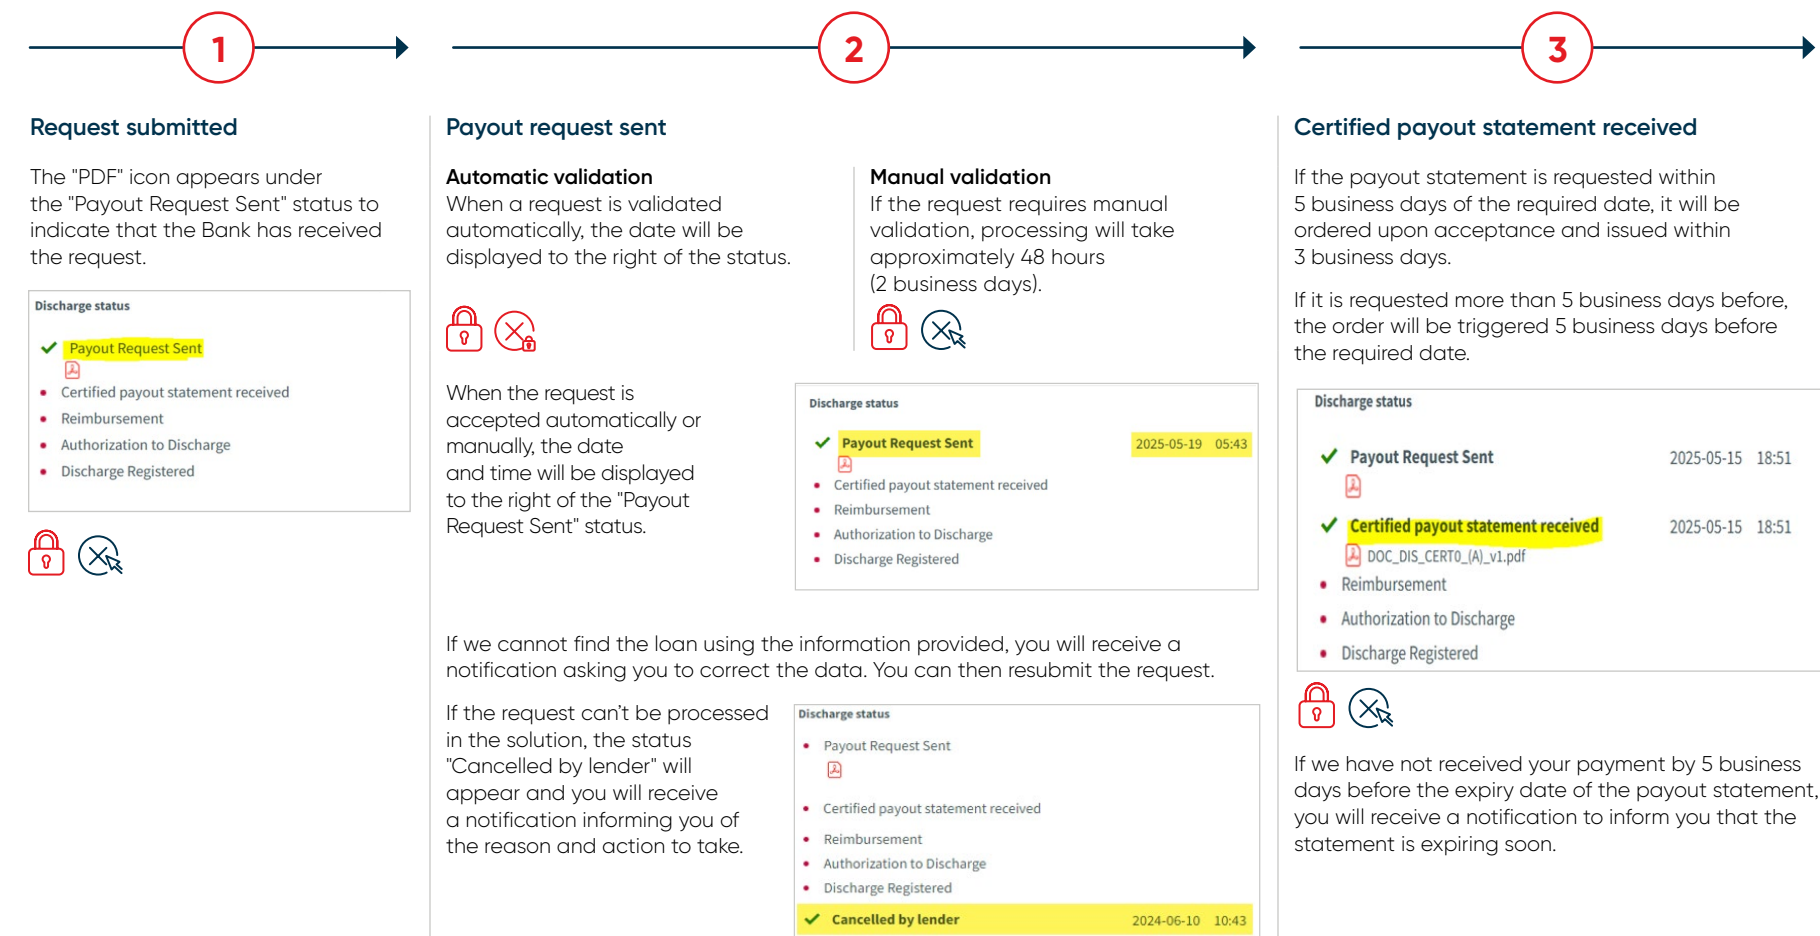 1
2
3
Request submitted
The "PDF" icon appears under
the "Payout Request Sent" status to
indicate that the Bank has received
the request.
Discharge status
Payout Request Sent
Certified payout statement received
Reimbursement
Authorization to Discharge
Discharge Registered
Payout request sent
Automatic validation
When a request is validated
automatically, the date will be
displayed to the right of the status.
Manual validation
If the request requires manual
validation, processing will take
approximately 48 hours
(2 business days).
When the request is
accepted automatically or
manually, the date
and time will be displayed
to the right of the "Payout
Request Sent" status.
Discharge status
Payout Request Sent 2025-05-19 05:43
Certified payout statement received
Reimbursement
Authorization to Discharge
Discharge Registered
If we cannot find the loan using the information provided, you will receive a
notification asking you to correct the data. You can then resubmit the request.
If the request can't be processed
in the solution, the status
"Cancelled by lender" will
appear and you will receive
a notification informing you of
the reason and action to take.
Discharge status
Payout Request Sent
Certified payout statement received
Reimbursement
Authorization to Discharge
Discharge Registered
Cancelled by lender 2024-06-10 10:43
Certified payout statement received
If the payout statement is requested within
5 business days of the required date, it will be
ordered upon acceptance and issued within
3 business days.
If it is requested more than 5 business days before,
the order will be triggered 5 business days before
the required date.
Discharge status
Payout Request Sent 2025-05-15 18:51
Certified payout statement received 2025-05-15 18:51
DOC_DIS_CERT0_(A)_v1.pdf
Reimbursement
Authorization to Discharge
Discharge Registered
If we have not received your payment by 5 business
days before the expiry date of the payout statement,
you will receive a notification to inform you that the
statement is expiring soon.